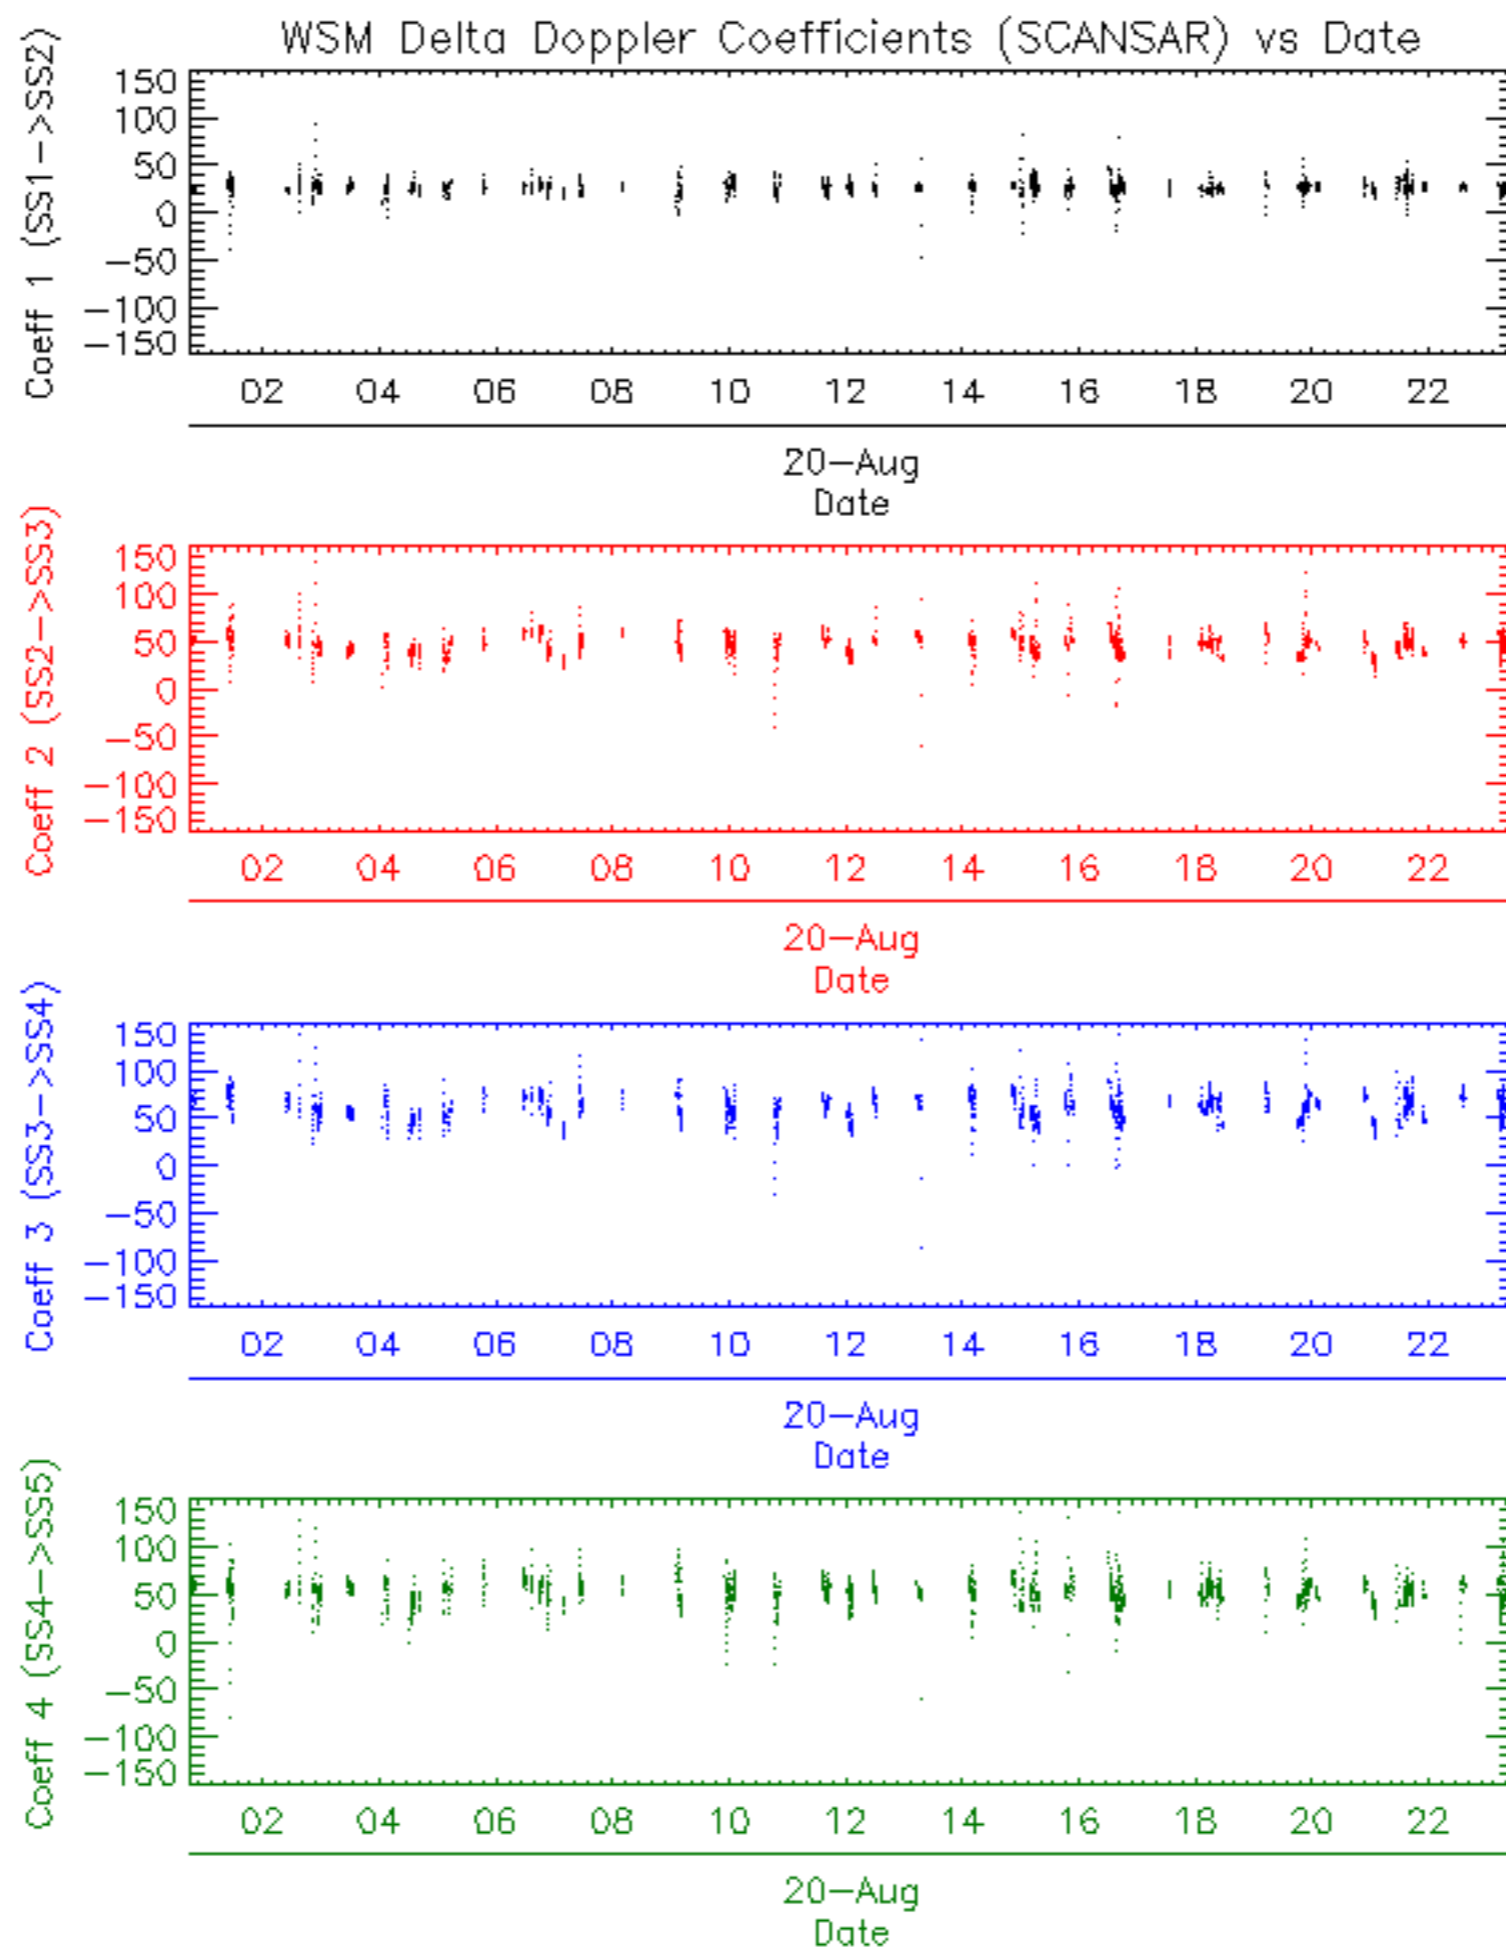 WSM Delta Doppler Coefficients (SCANSAR) vs Date
Coeff 1 (SS1->SS2)
150
100
50
0
-50
-100
-150
02 04 06 08 10 12 14 16 18 20 22
20-Aug
Date
Coeff 2 (SS2->SS3)
150
100
50
0
-50
-100
-150
02 04 06 08 10 12 14 16 18 20 22
20-Aug
Date
Coeff 3 (SS3->SS4)
150
100
50
0
-50
-100
-150
02 04 06 08 10 12 14 16 18 20 22
20-Aug
Date
Coeff 4 (SS4->SS5)
150
100
50
0
-50
-100
-150
02 04 06 08 10 12 14 16 18 20 22
20-Aug
Date